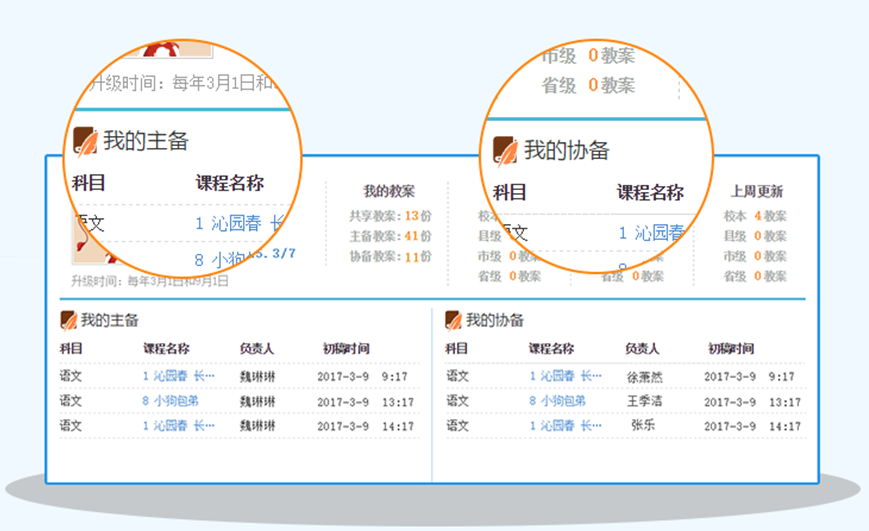 升级时间：每年3月1日和
我的主备
科目 课程名称
语文 1 沁园春 长
8 小狗
市级 0教案
省级 0教案
我的协备
科目 课程名称
语文 1 沁园春
8
5.3/7
升级时间：每年3月1日和9月1日
我的教案
共享教案：13份
主备教案：41份
协备教案：11份
校本
县级
市级 0教案
省级 0教案
省级 0教案
上周更新
校本 4教案
县级 0教案
市级 0教案
省级 0教案
我的主备
科目 课程名称 负责人 初稿时间
语文 1 沁园春 长… 魏琳琳 2017-3-9 9:17
语文 8 小狗包弟 魏琳琳 2017-3-9 13:17
语文 1 沁园春 长… 魏琳琳 2017-3-9 14:17
我的协备
科目 课程名称 负责人 初稿时间
语文 1 沁园春 长… 徐萧然 2017-3-9 9:17
语文 8 小狗包弟 王季洁 2017-3-9 13:17
语文 1 沁园春 长… 张乐 2017-3-9 14:17